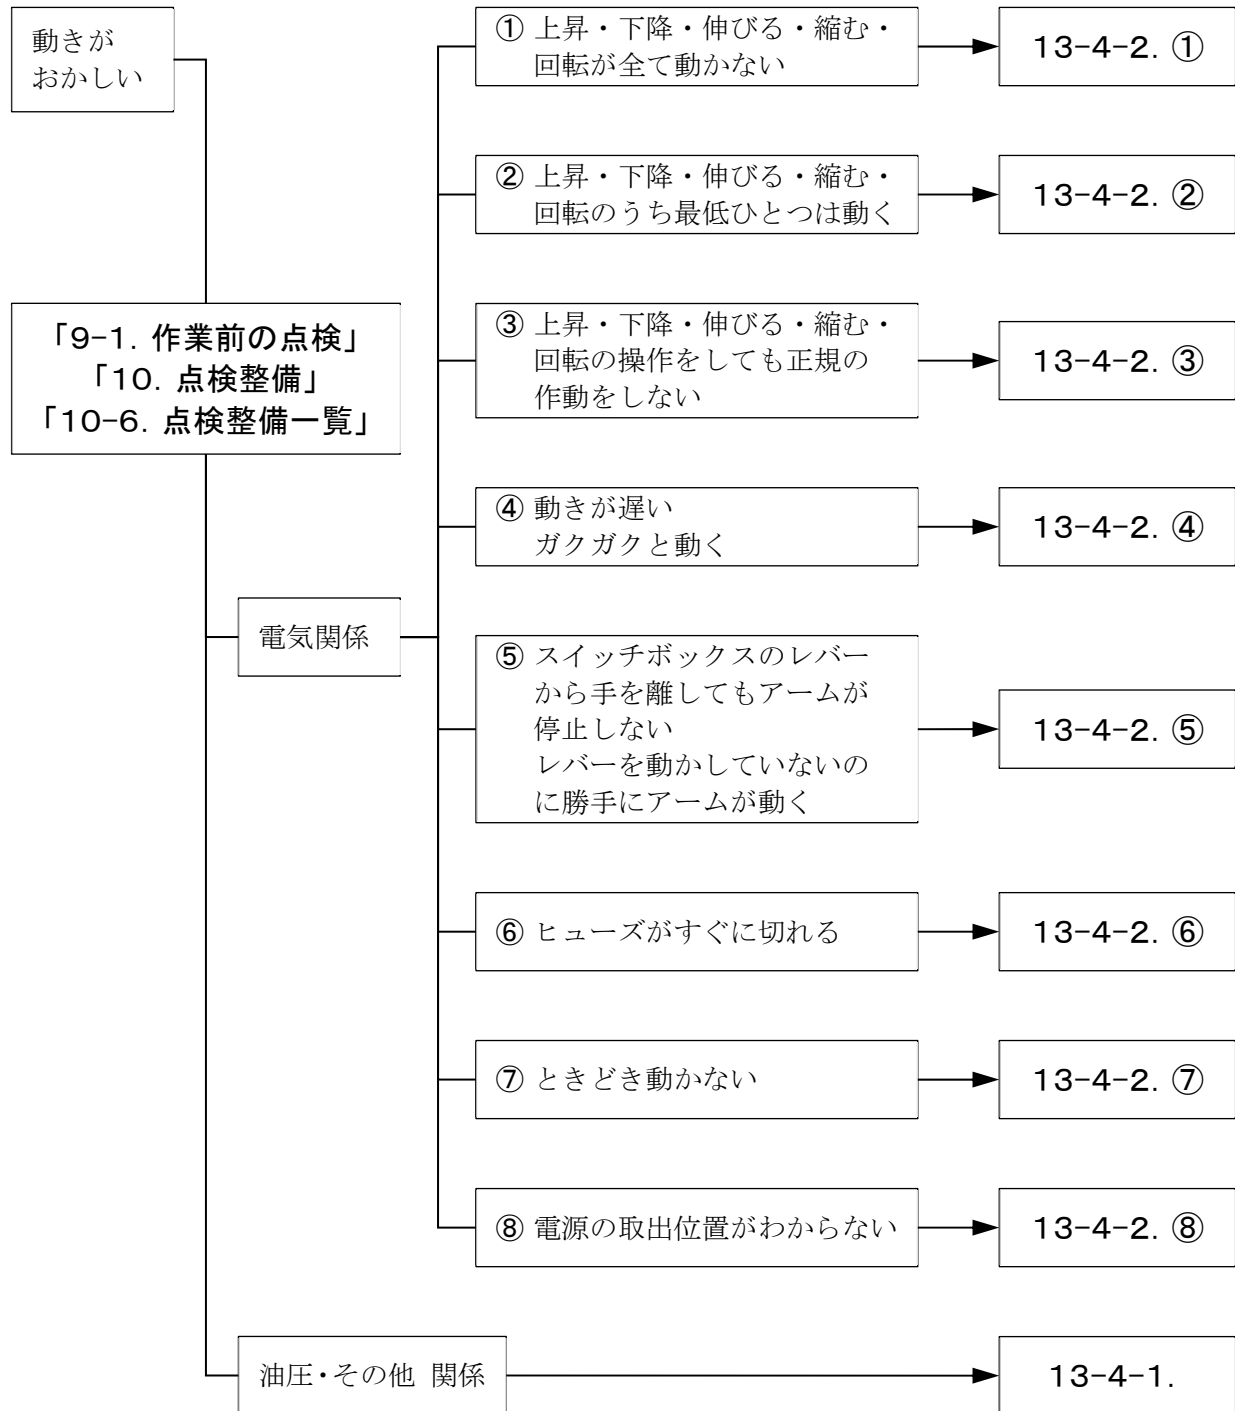 動きが
おかしい
「9-1. 作業前の点検」
「10. 点検整備」
「10-6. 点検整備一覧」
電気関係
① 上昇・下降・伸びる・縮む・
回転が全て動かない
13-4-2. ①
② 上昇・下降・伸びる・縮む・
回転のうち最低ひとつは動く
13-4-2. ②
③ 上昇・下降・伸びる・縮む・
回転の操作をしても正規の
作動をしない
13-4-2. ③
④ 動きが遅い
ガクガクと動く
13-4-2. ④
⑤ スイッチボックスのレバー
から手を離してもアームが
停止しない
レバーを動かしていないの
に勝手にアームが動く
13-4-2. ⑤
⑥ ヒューズがすぐに切れる
13-4-2. ⑥
⑦ ときどき動かない
13-4-2. ⑦
⑧ 電源の取出位置がわからない
13-4-2. ⑧
油圧・その他 関係
13-4-1.